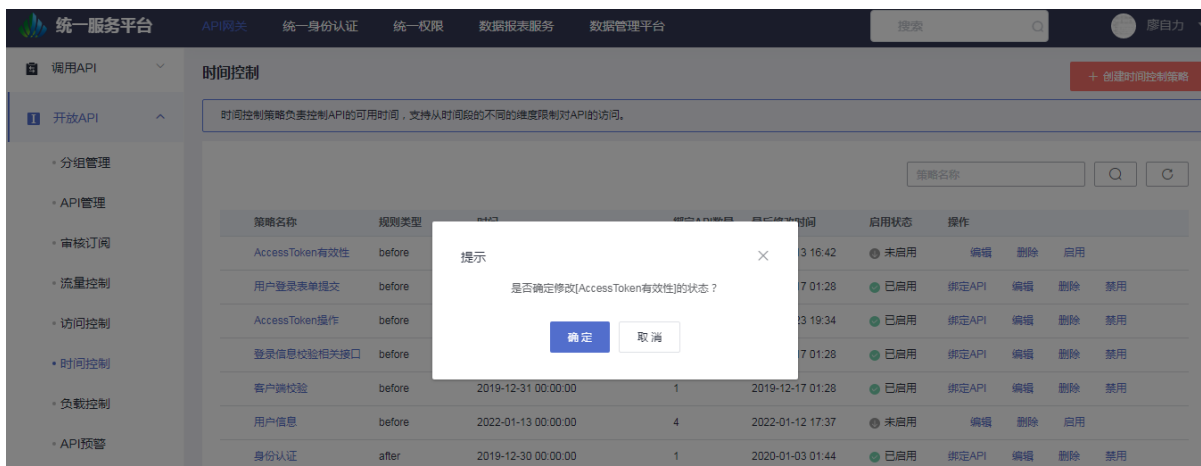 统一服务平台 API网关 统一身份认证 统一权限 数据报表服务 数据管理平台 搜索 廖自力
调用API 时间控制 + 创建时间控制策略
开放API 时间控制策略负责控制API的可用时间，支持从时间段的不同的维度限制对API的访问。
分组管理 策略名称
API管理
策略名称 规则类型 启用状态 操作
审核订阅 AccessToken有效性 before 3 16:42 未启用 编辑 删除 启用
提示
流量控制 用户登录表单提交 before 7 01:28 已启用 绑定API 编辑 删除 禁用
是否确定修改[AccessToken有效性]的状态？
访问控制 AccessToken操作 before 23 19:34 已启用 绑定API 编辑 删除 禁用
确定 取消
时间控制 登录信息校验相关接口 before 7 01:28 已启用 绑定API 编辑 删除 禁用
客户端校验 before 2019-12-31 00:00:00 1 2019-12-17 01:28 已启用 绑定API 编辑 删除 禁用
负载控制
用户信息 before 2022-01-13 00:00:00 4 2022-01-12 17:37 未启用 编辑 删除 启用
API预警
身份认证 after 2019-12-30 00:00:00 1 2020-01-03 01:44 已启用 绑定API 编辑 删除 禁用